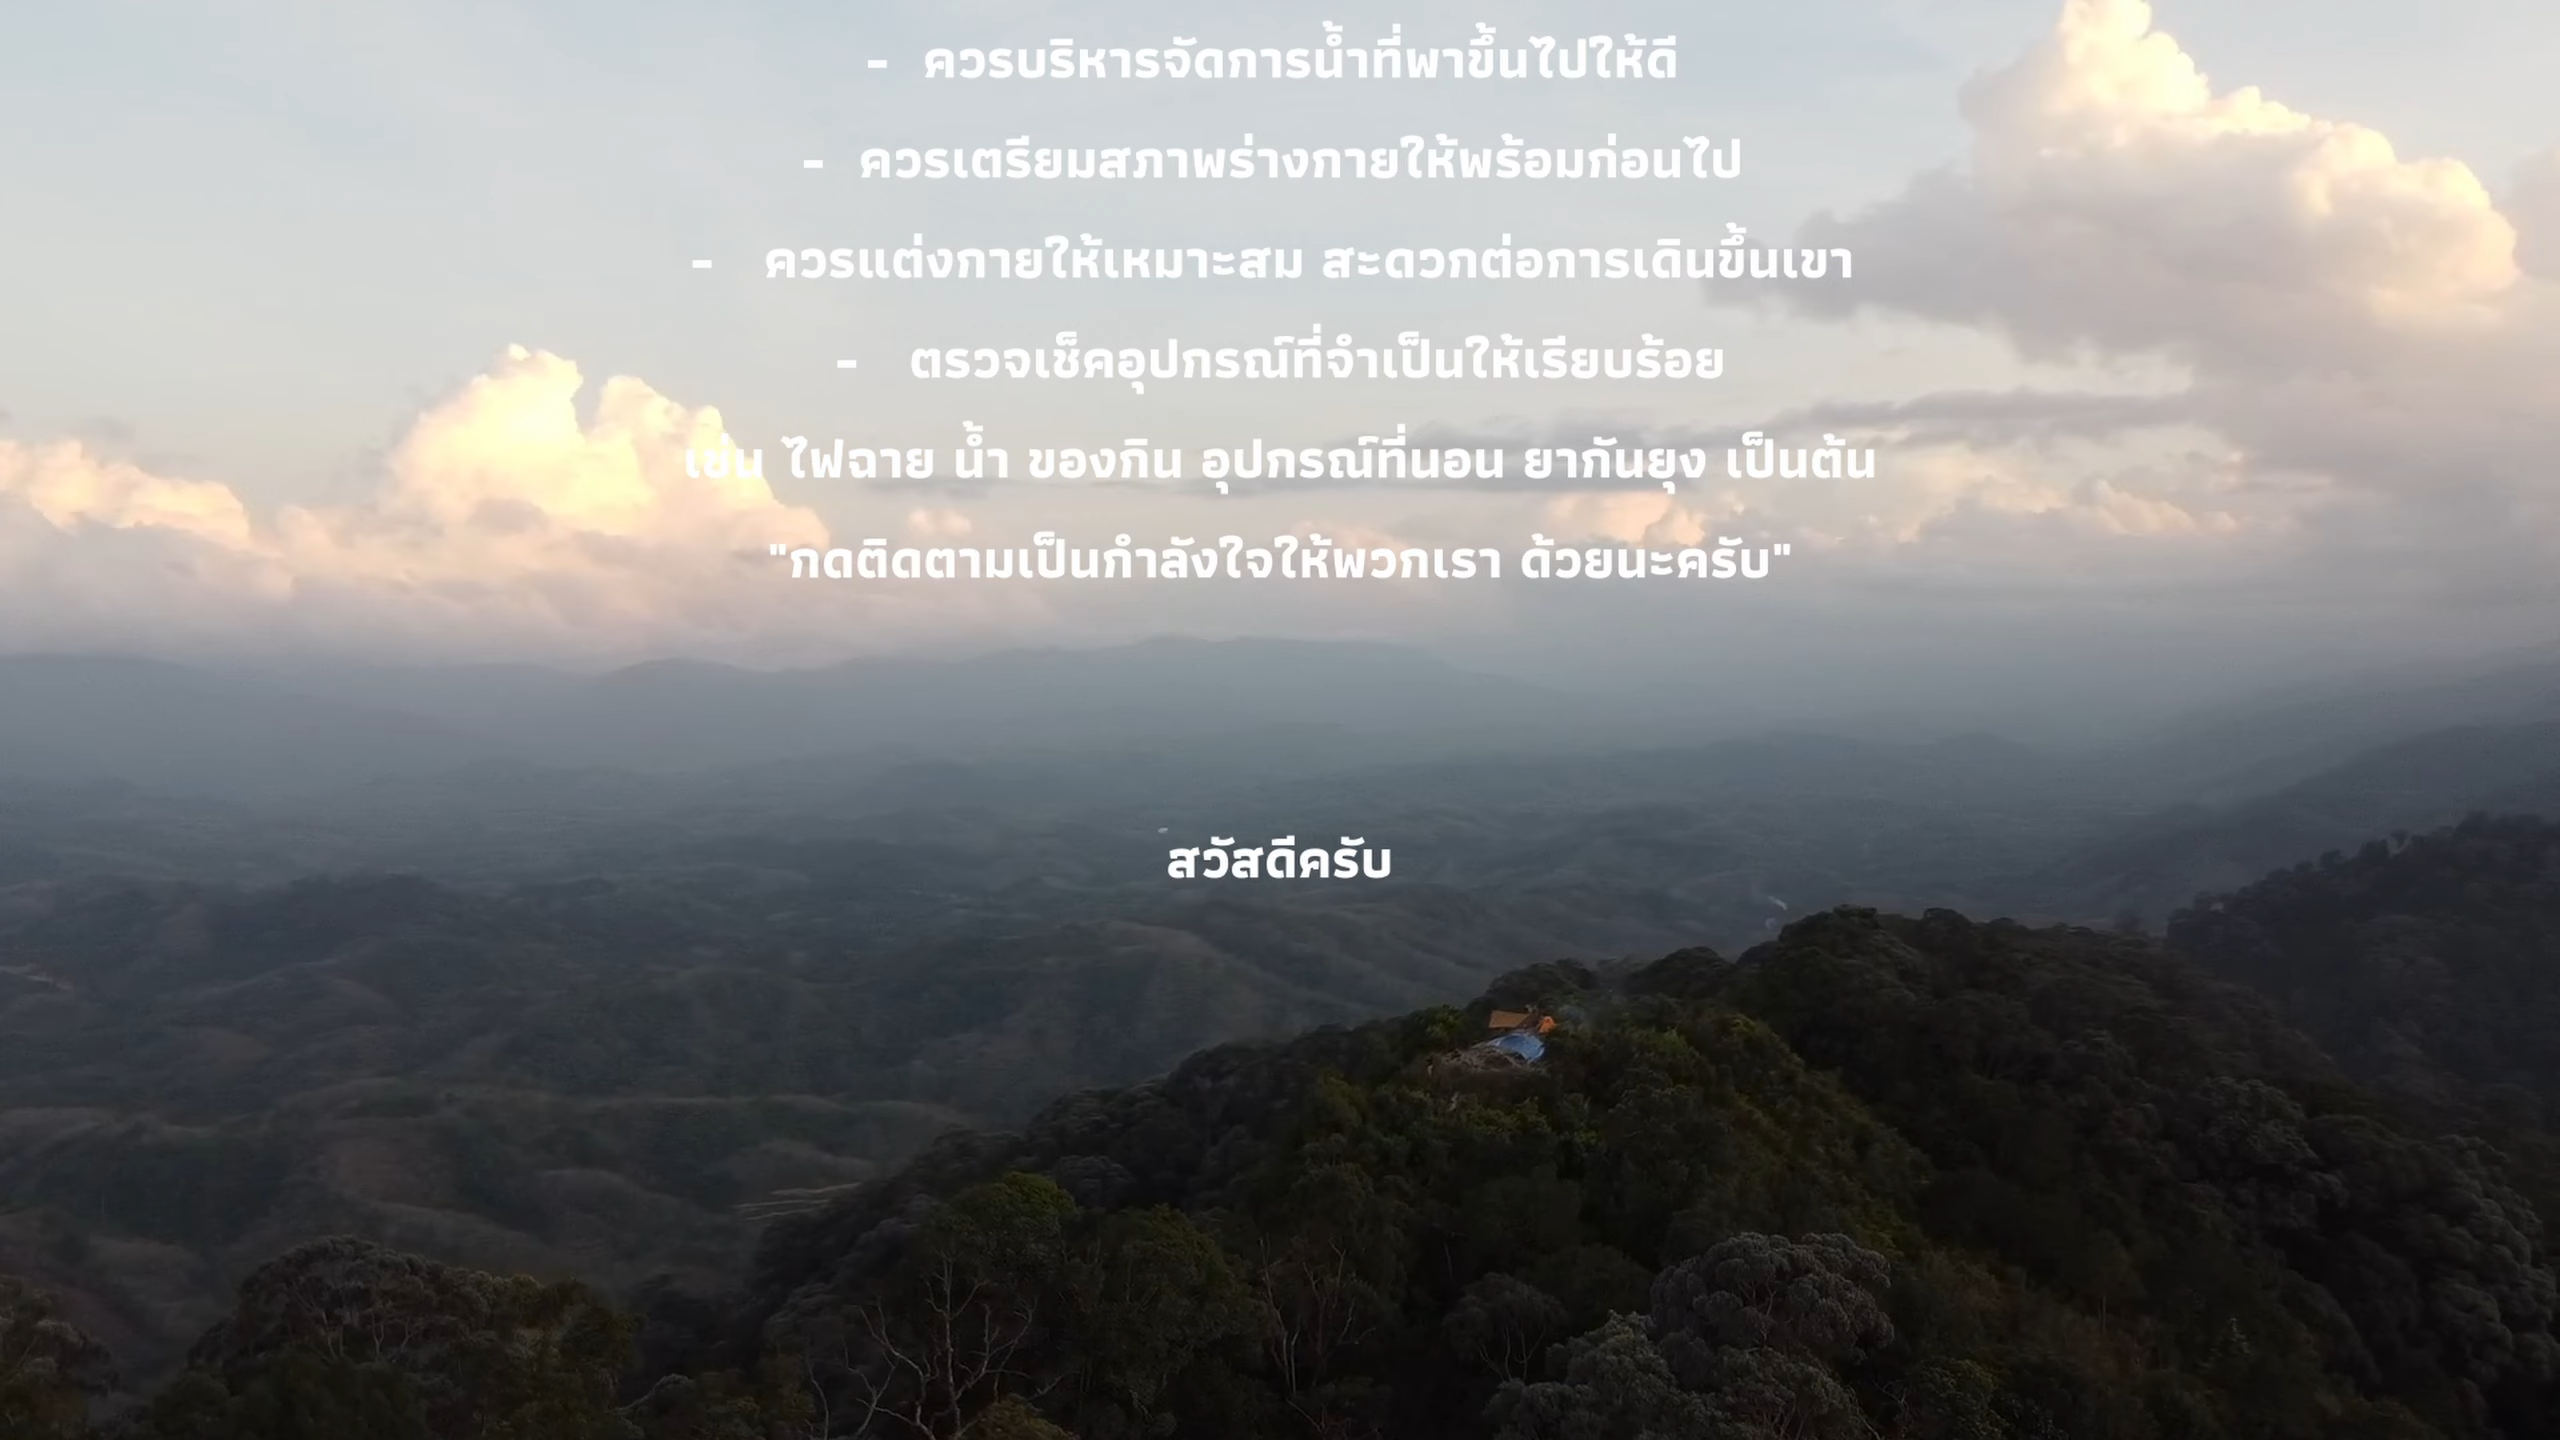 - ควรบริหารจัดการน้ำที่พาขึ้นไปให้ดี
- ควรเตรียมสภาพร่างกายให้พร้อมก่อนไป
- ควรแต่งกายให้เหมาะสม สะดวกต่อการเดินขึ้นเขา
- ตรวจเช็คอุปกรณ์ที่จำเป็นให้เรียบร้อย
เช่น ไฟฉาย น้ำ ของกิน อุปกรณ์ที่นอน ยากันยุง เป็นต้น
"กดติดตามเป็นกำลังใจให้พวกเรา ด้วยนะครับ"
สวัสดีครับ